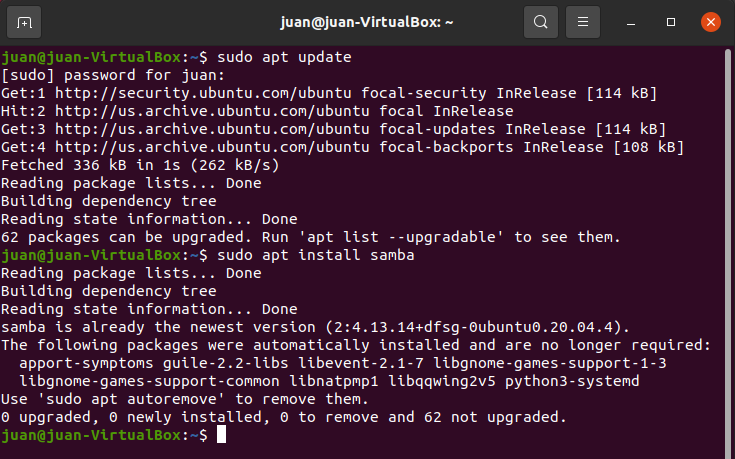 juan@juan-VirtualBox: ~
juan@juan-VirtualBox:~$ sudo apt update
[sudo] password for juan:
Get:1 http://security.ubuntu.com/ubuntu focal-security InRelease [114 kB]
Hit:2 http://us.archive.ubuntu.com/ubuntu focal InRelease
Get:3 http://us.archive.ubuntu.com/ubuntu focal-updates InRelease [114 kB]
Get:4 http://us.archive.ubuntu.com/ubuntu focal-backports InRelease [108 kB]
Fetched 336 kB in 1s (262 kB/s)
Reading package lists... Done
Building dependency tree
Reading state information... Done
62 packages can be upgraded. Run 'apt list --upgradable' to see them.
juan@juan-VirtualBox:~$ sudo apt install samba
Reading package lists... Done
Building dependency tree
Reading state information... Done
samba is already the newest version (2:4.13.14+dfsg-0ubuntu0.20.04.4).
The following packages were automatically installed and are no longer required:
  apport-symptoms guile-2.2-libs libevent-2.1-7 libgnome-games-support-1-3
  libgnome-games-support-common libnatpmp1 libqqwing2v5 python3-systemd
Use 'sudo apt autoremove' to remove them.
0 upgraded, 0 newly installed, 0 to remove and 62 not upgraded.
juan@juan-VirtualBox:~$